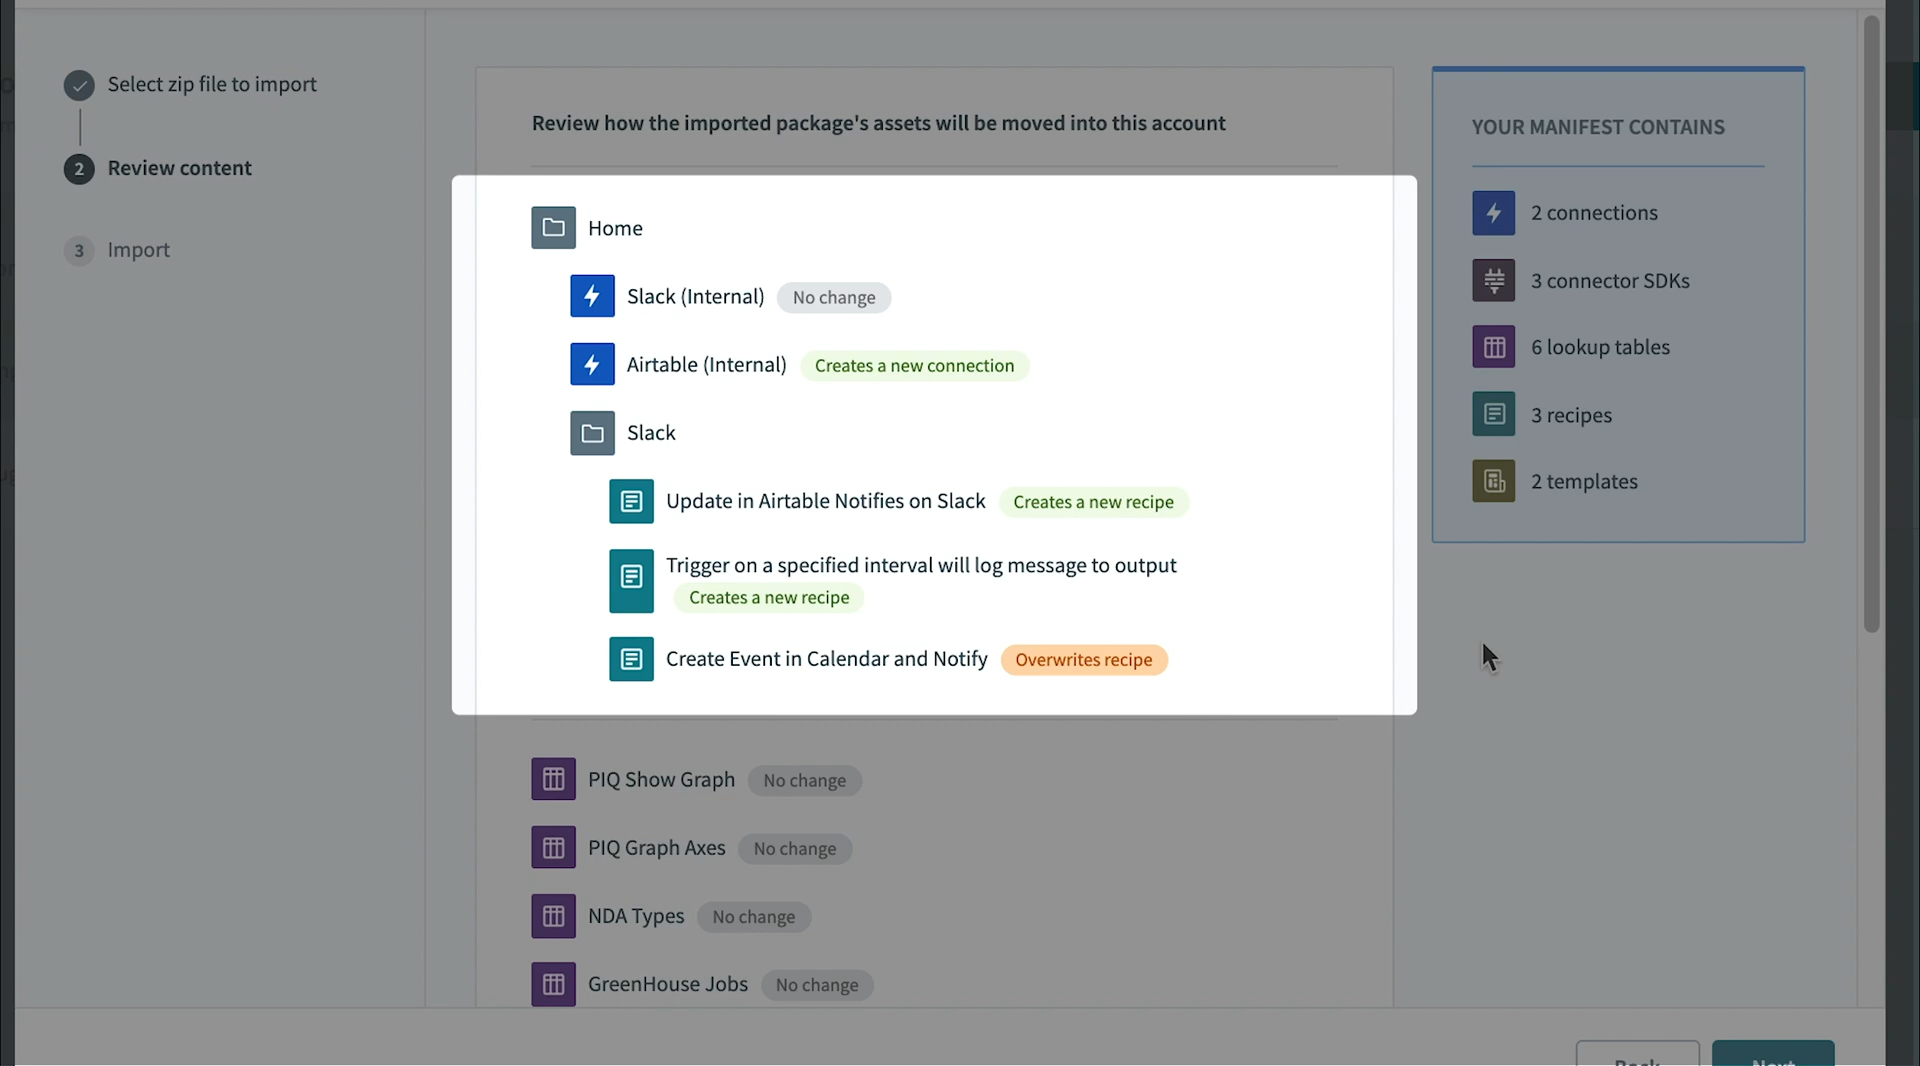 Select zip file to import
2 Review content
3 Import
Review how the imported package's assets will be moved into this account
Home
Slack (Internal) No change
Airtable (Internal) Creates a new connection
Slack
Update in Airtable Notifies on Slack Creates a new recipe
Trigger on a specified interval will log message to output
Creates a new recipe
Create Event in Calendar and Notify Overwrites recipe
PIQ Show Graph No change
PIQ Graph Axes No change
NDA Types No change
GreenHouse Jobs No change
YOUR MANIFEST CONTAINS
2 connections
3 connector SDKs
6 lookup tables
3 recipes
2 templates
Back Next